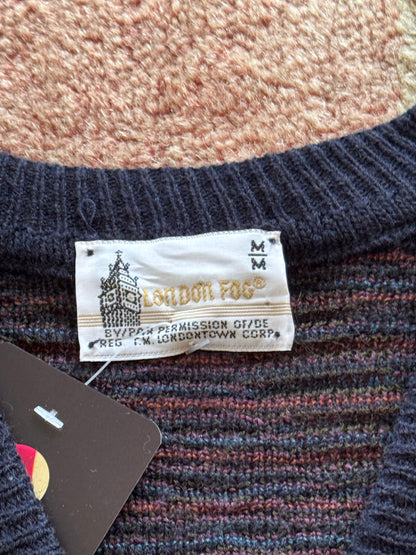 M
M
LONDON FOG®
BY/PAR PERMISSION OF/DE
REG T.M. LONDONTOWN CORP.